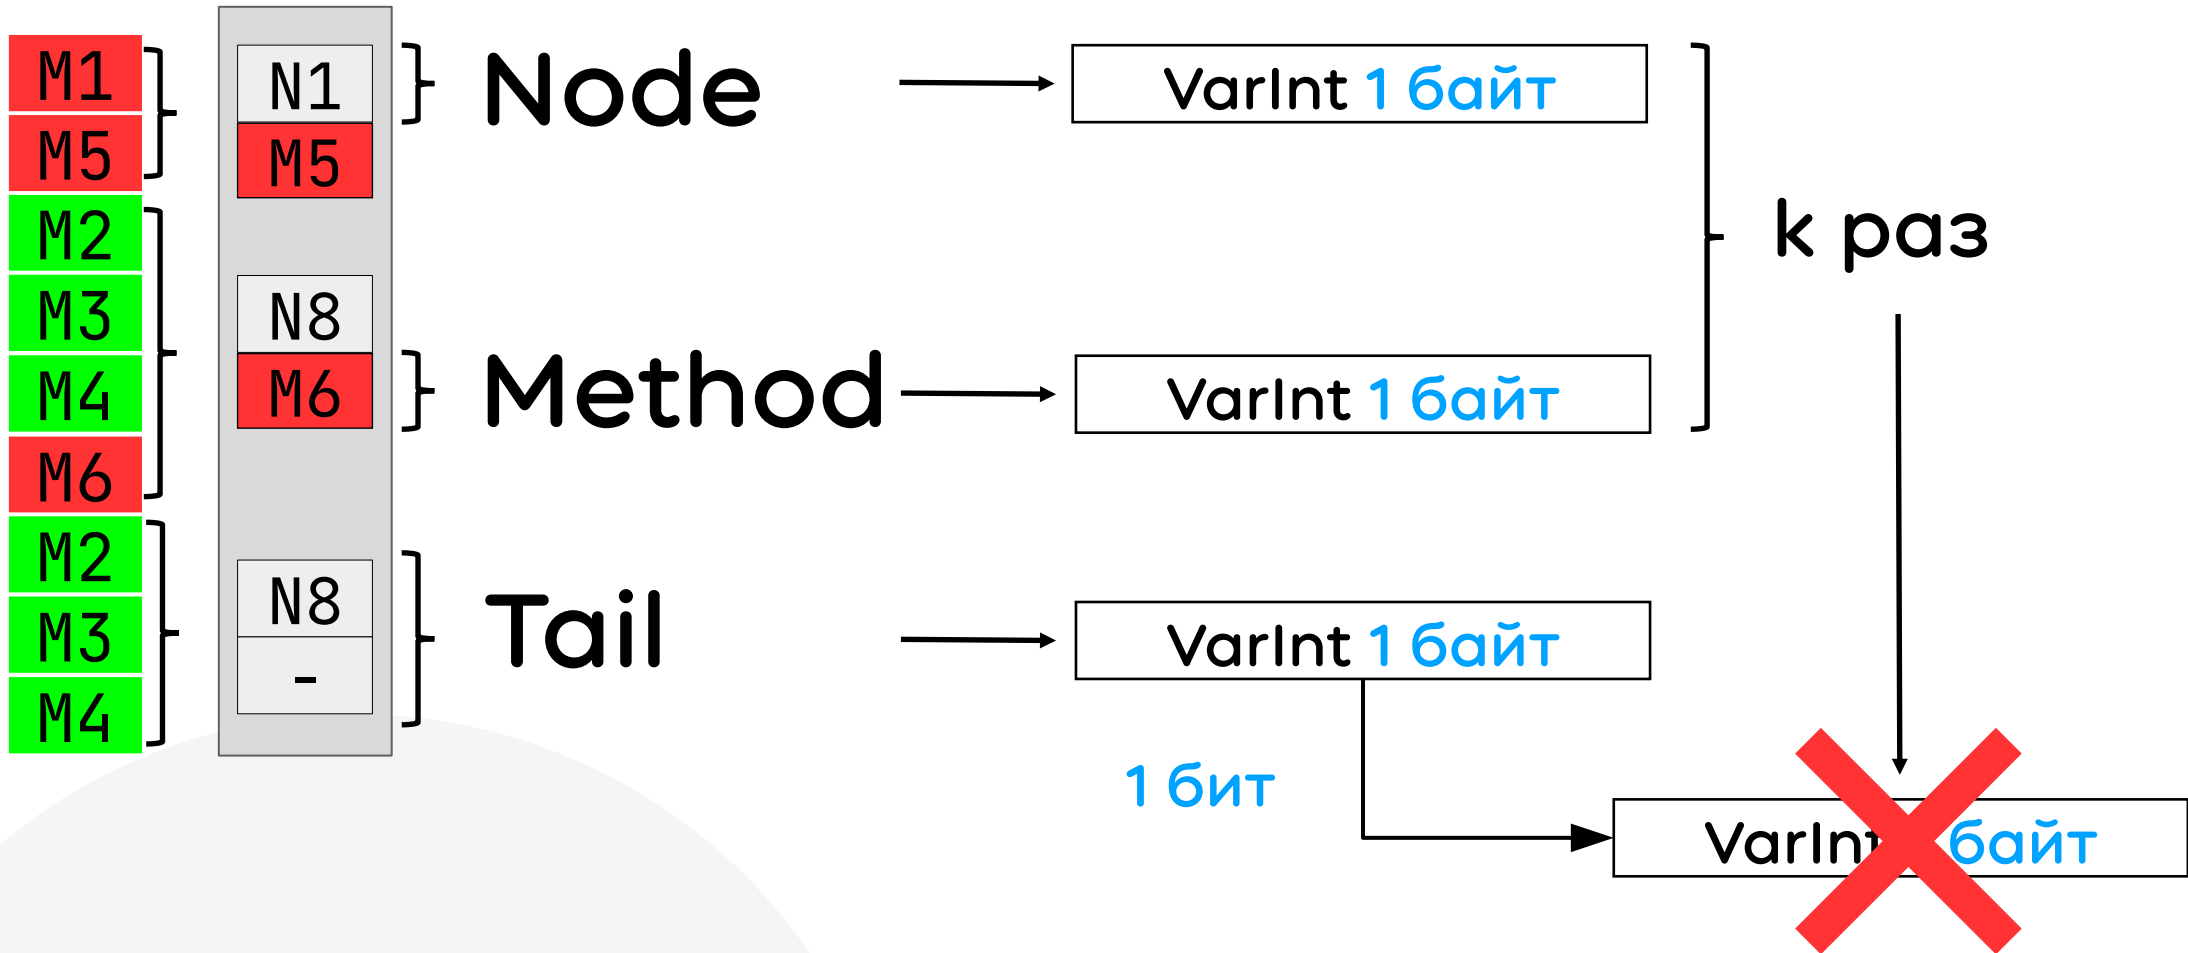 M1
M5
M2
M3
M4
M6
M2
M3
M4
N1
M5
N8
M6
N8
-
Node
Method
Tail
VarInt 1 байт
VarInt 1 байт
VarInt 1 байт
k раз
1 бит
VarInt байт